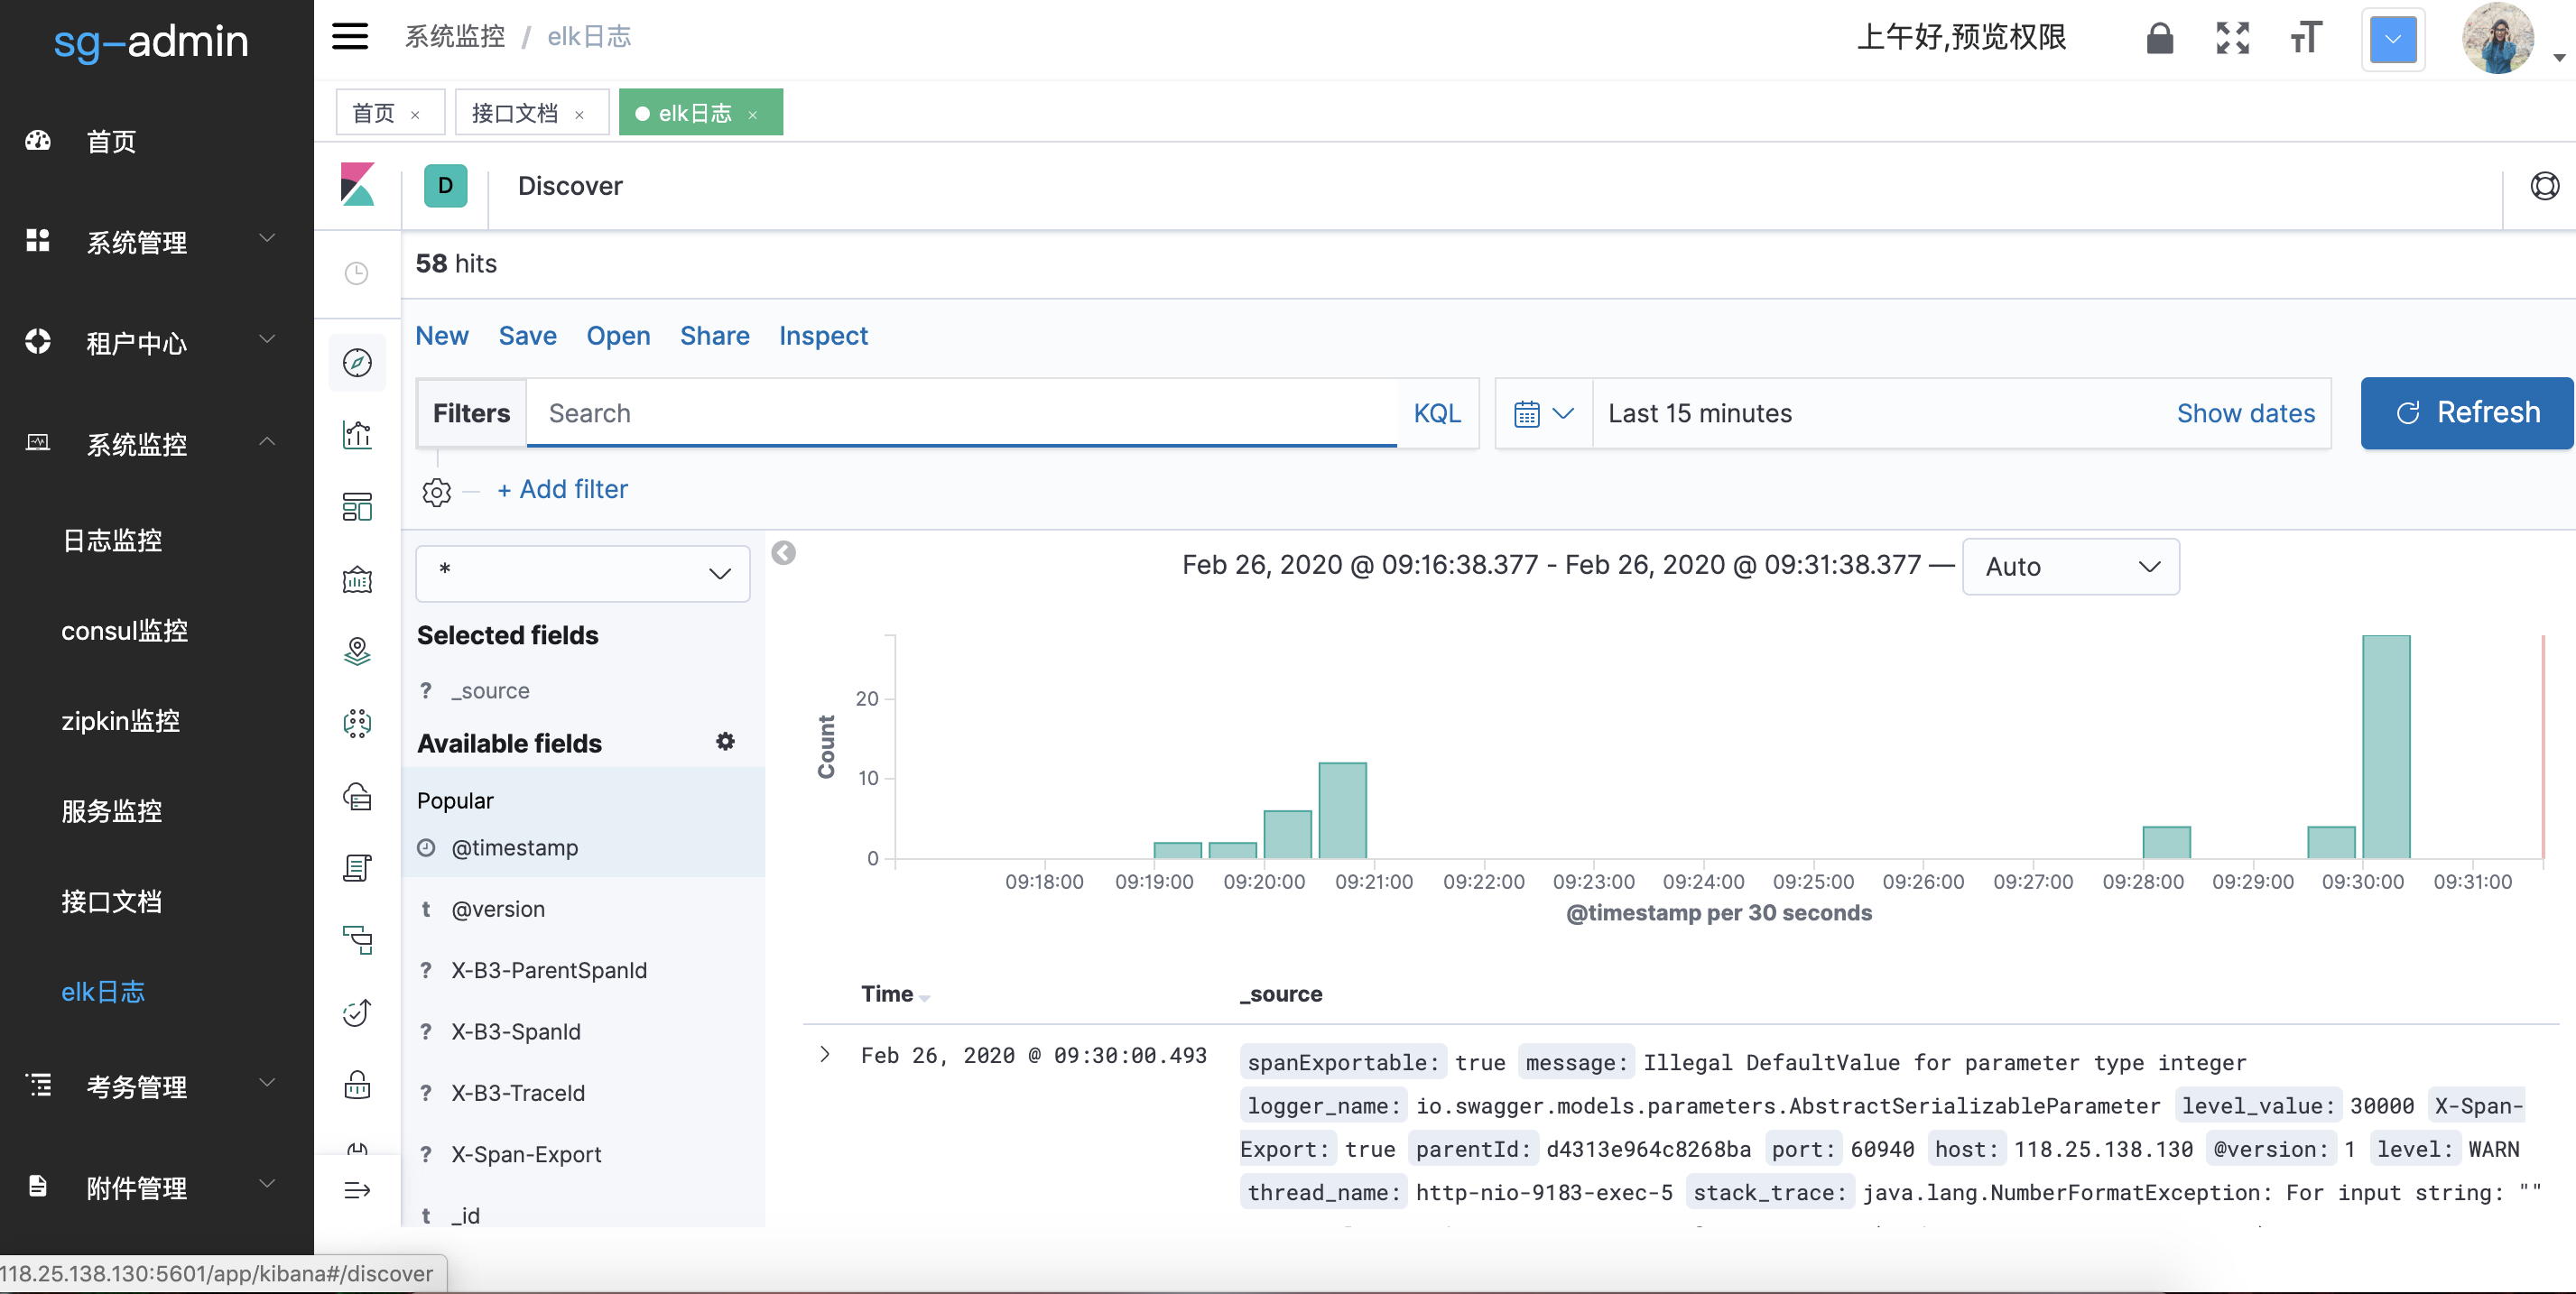 sg-admin
首页
系统管理
租户中心
系统监控
日志监控
consul监控
zipkin监控
服务监控
接口文档
elk日志
考务管理
附件管理
118.25.138.130:5601/app/kibana#/discover
系统监控 / elk日志
上午好,预览权限
首页 ×
接口文档 ×
elk日志 ×
D
Discover
58 hits
New Save Open Share Inspect
Filters Search KQL
Last 15 minutes Show dates
Refresh
+ Add filter
*
Selected fields
? _source
Available fields
Popular
@timestamp
t @version
? X-B3-ParentSpanId
? X-B3-SpanId
? X-B3-TraceId
? X-Span-Export
t _id
Feb 26, 2020 @ 09:16:38.377 - Feb 26, 2020 @ 09:31:38.377 — Auto
Count
20
10
0
09:18:00 09:19:00 09:20:00 09:21:00 09:22:00 09:23:00 09:24:00 09:25:00 09:26:00 09:27:00 09:28:00 09:29:00 09:30:00 09:31:00
@timestamp per 30 seconds
Time _source
Feb 26, 2020 @ 09:30:00.493
spanExportable: true message: Illegal DefaultValue for parameter type integer
logger_name: io.swagger.models.parameters.AbstractSerializableParameter level_value: 30000 X-Span-
Export: true parentId: d4313e964c8268ba port: 60940 host: 118.25.138.130 @version: 1 level: WARN
thread_name: http-nio-9183-exec-5 stack_trace: java.lang.NumberFormatException: For input string: ""